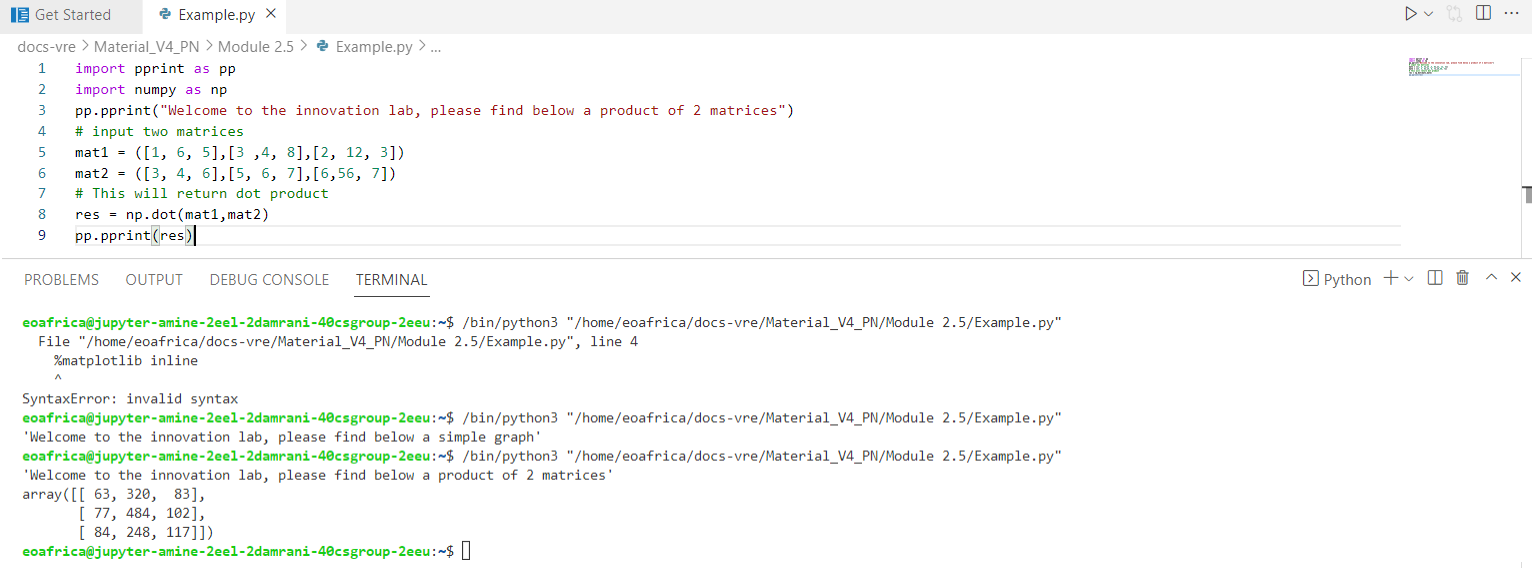 Get Started Example.py
docs-vre > Material_V4_PN > Module 2.5 > Example.py > ...
1 import pprint as pp
2 import numpy as np
3 pp.pprint("Welcome to the innovation lab, please find below a product of 2 matrices")
4 # input two matrices
5 mat1 = ([1, 6, 5],[3 ,4, 8],[2, 12, 3])
6 mat2 = ([3, 4, 6],[5, 6, 7],[6,56, 7])
7 # This will return dot product
8 res = np.dot(mat1,mat2)
9 pp.pprint(res)
PROBLEMS OUTPUT DEBUG CONSOLE TERMINAL Python
eoafrica@jupyter-amine-2eel-2damrani-40csgroup-2eeu:~$ /bin/python3 "/home/eoafrica/docs-vre/Material_V4_PN/Module 2.5/Example.py"
File "/home/eoafrica/docs-vre/Material_V4_PN/Module 2.5/Example.py", line 4
%matplotlib inline
^
SyntaxError: invalid syntax
eoafrica@jupyter-amine-2eel-2damrani-40csgroup-2eeu:~$ /bin/python3 "/home/eoafrica/docs-vre/Material_V4_PN/Module 2.5/Example.py"
'Welcome to the innovation lab, please find below a simple graph'
eoafrica@jupyter-amine-2eel-2damrani-40csgroup-2eeu:~$ /bin/python3 "/home/eoafrica/docs-vre/Material_V4_PN/Module 2.5/Example.py"
'Welcome to the innovation lab, please find below a product of 2 matrices'
array([[ 63, 320,  83],
[ 77, 484, 102],
[ 84, 248, 117]])
eoafrica@jupyter-amine-2eel-2damrani-40csgroup-2eeu:~$